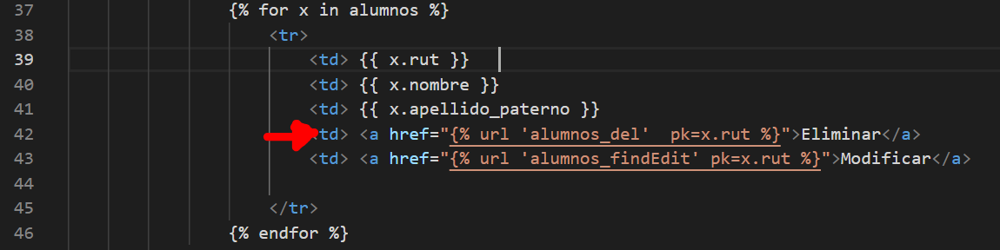 37 {% for x in alumnos %}
38 <tr>
39 <td> {{ x.rut }}
40 <td> {{ x.nombre }}
41 <td> {{ x.apellido_paterno }}
42 <td> <a href="{% url 'alumnos_del'  pk=x.rut %}">Eliminar</a>
43 <td> <a href="{% url 'alumnos_findEdit' pk=x.rut %}">Modificar</a>
44
45 </tr>
46 {% endfor %}